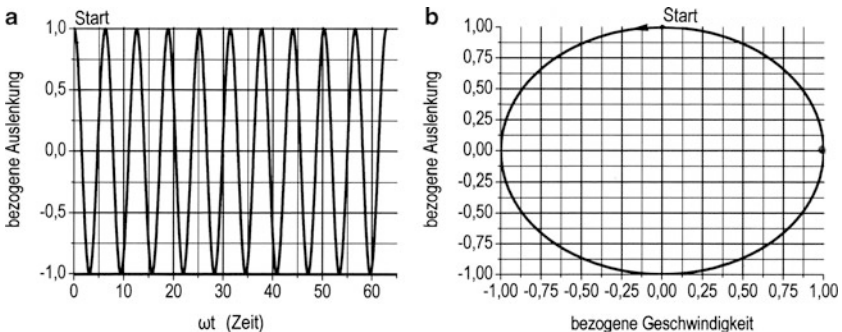 a
Start
bezogene Auslenkung
1,0
0,5
0,0
-0,5
-1,0
0 10 20 30 40 50 60
ωt (Zeit)
b
Start
bezogene Auslenkung
1,00
0,75
0,50
0,25
0,00
-0,25
-0,50
-0,75
-1,00
-1,00 -0,75 -0,50 -0,25 0,00 0,25 0,50 0,75 1,00
bezogene Geschwindigkeit